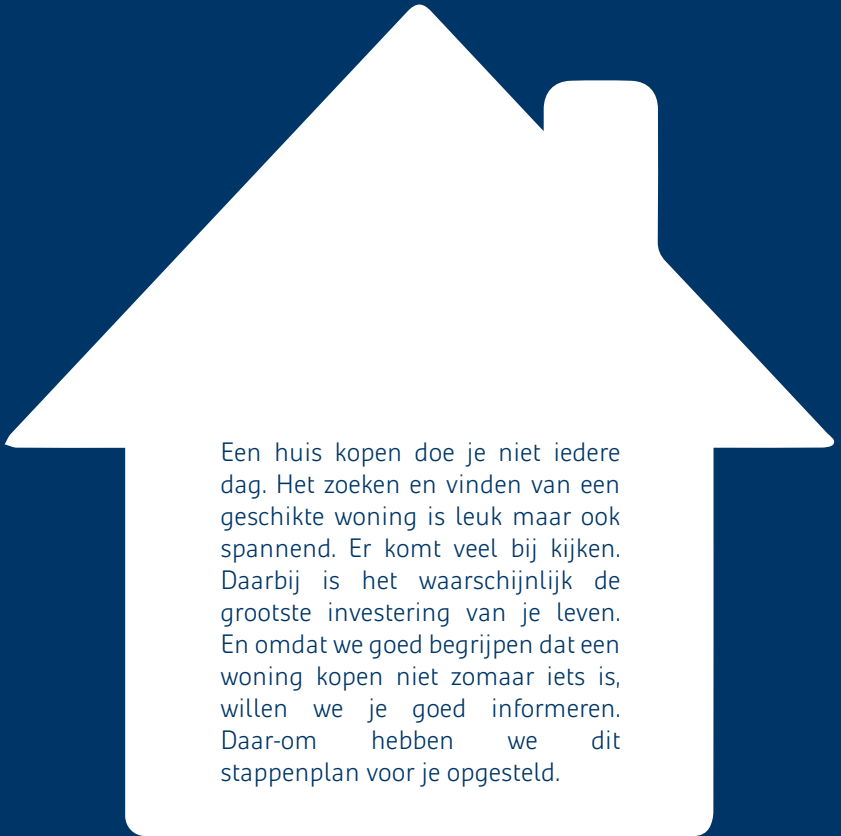 Een huis kopen doe je niet iedere
dag. Het zoeken en vinden van een
geschikte woning is leuk maar ook
spannend. Er komt veel bij kijken.
Daarbij is het waarschijnlijk de
grootste investering van je leven.
En omdat we goed begrijpen dat een
woning kopen niet zomaar iets is,
willen we je goed informeren.
Daar-om hebben we dit
stappenplan voor je opgesteld.